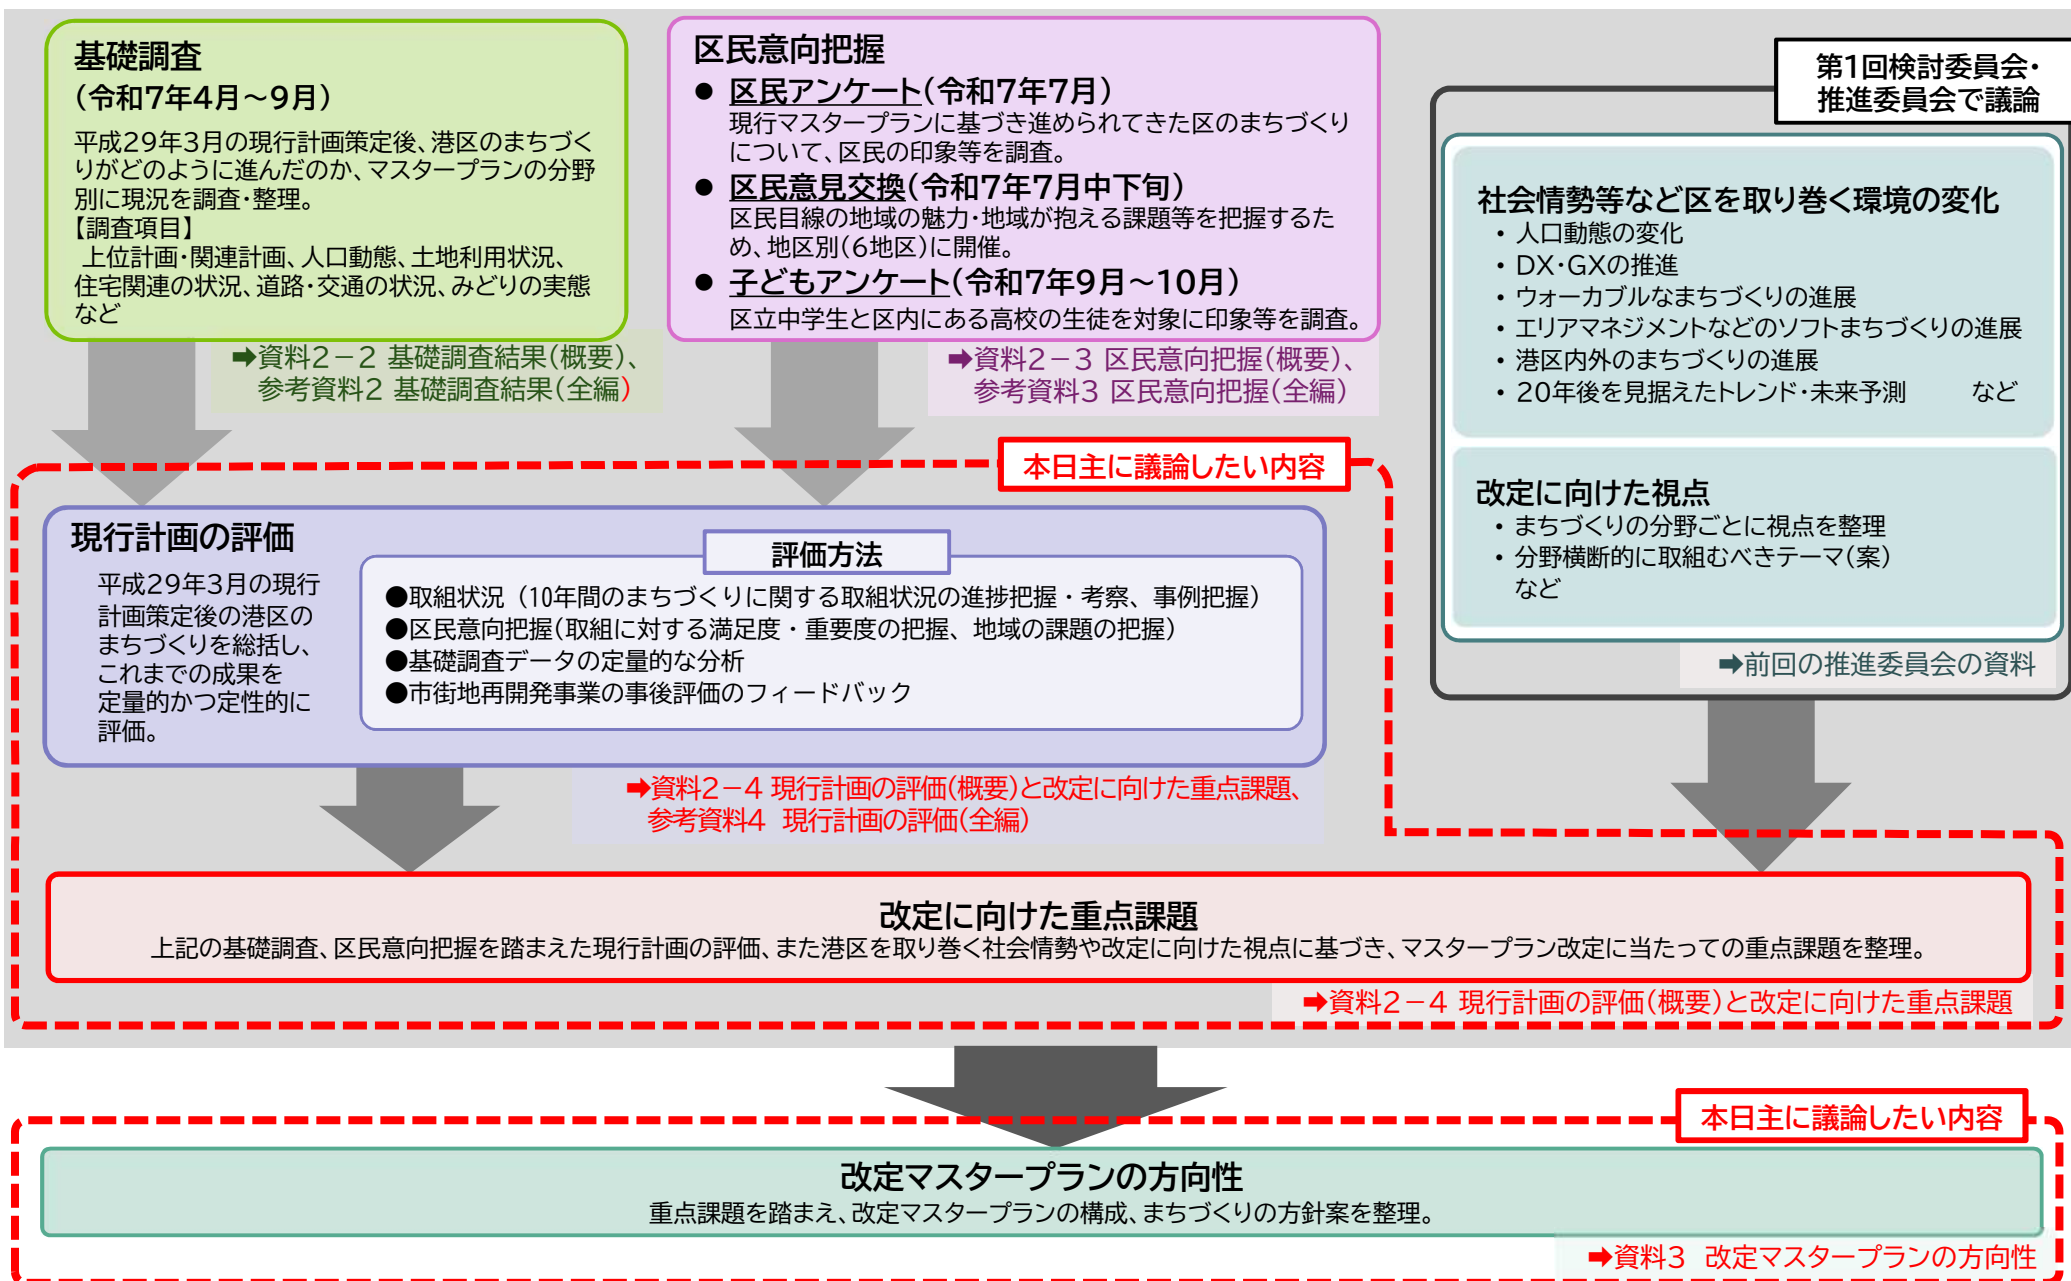 基礎調査
(令和7年4月～9月)
平成29年3月の現行計画策定後、港区のまちづく
りがどのように進んだのか、マスタープランの分野
別に現況を調査・整理。
【調査項目】
上位計画・関連計画、人口動態、土地利用状況、
住宅関連の状況、道路・交通の状況、みどりの実態
など
➡資料2－2 基礎調査結果(概要)、
参考資料2 基礎調査結果(全編)
区民意向把握
● 区民アンケート(令和7年7月)
現行マスタープランに基づき進められてきた区のまちづくり
について、区民の印象等を調査。
● 区民意見交換(令和7年7月中下旬)
区民目線の地域の魅力・地域が抱える課題等を把握するた
め、地区別(6地区)に開催。
● 子どもアンケート(令和7年9月～10月)
区立中学生と区内にある高校の生徒を対象に印象等を調査。
➡資料2－3 区民意向把握(概要)、
参考資料3 区民意向把握(全編)
第1回検討委員会・
推進委員会で議論
社会情勢等など区を取り巻く環境の変化
• 人口動態の変化
• DX・GXの推進
• ウォーカブルなまちづくりの進展
• エリアマネジメントなどのソフトまちづくりの進展
• 港区内外のまちづくりの進展
• 20年後を見据えたトレンド・未来予測 など
改定に向けた視点
• まちづくりの分野ごとに視点を整理
• 分野横断的に取組むべきテーマ(案)
など
➡前回の推進委員会の資料
本日主に議論したい内容
現行計画の評価
平成29年3月の現行
計画策定後の港区の
まちづくりを総括し、
これまでの成果を
定量的かつ定性的に
評価。
評価方法
●取組状況（10年間のまちづくりに関する取組状況の進捗把握・考察、事例把握）
●区民意向把握(取組に対する満足度・重要度の把握、地域の課題の把握)
●基礎調査データの定量的な分析
●市街地再開発事業の事後評価のフィードバック
➡資料2－4 現行計画の評価(概要)と改定に向けた重点課題、
参考資料4 現行計画の評価(全編)
改定に向けた重点課題
上記の基礎調査、区民意向把握を踏まえた現行計画の評価、また港区を取り巻く社会情勢や改定に向けた視点に基づき、マスタープラン改定に当たっての重点課題を整理。
➡資料2－4 現行計画の評価(概要)と改定に向けた重点課題
本日主に議論したい内容
改定マスタープランの方向性
重点課題を踏まえ、改定マスタープランの構成、まちづくりの方針案を整理。
➡資料3 改定マスタープランの方向性